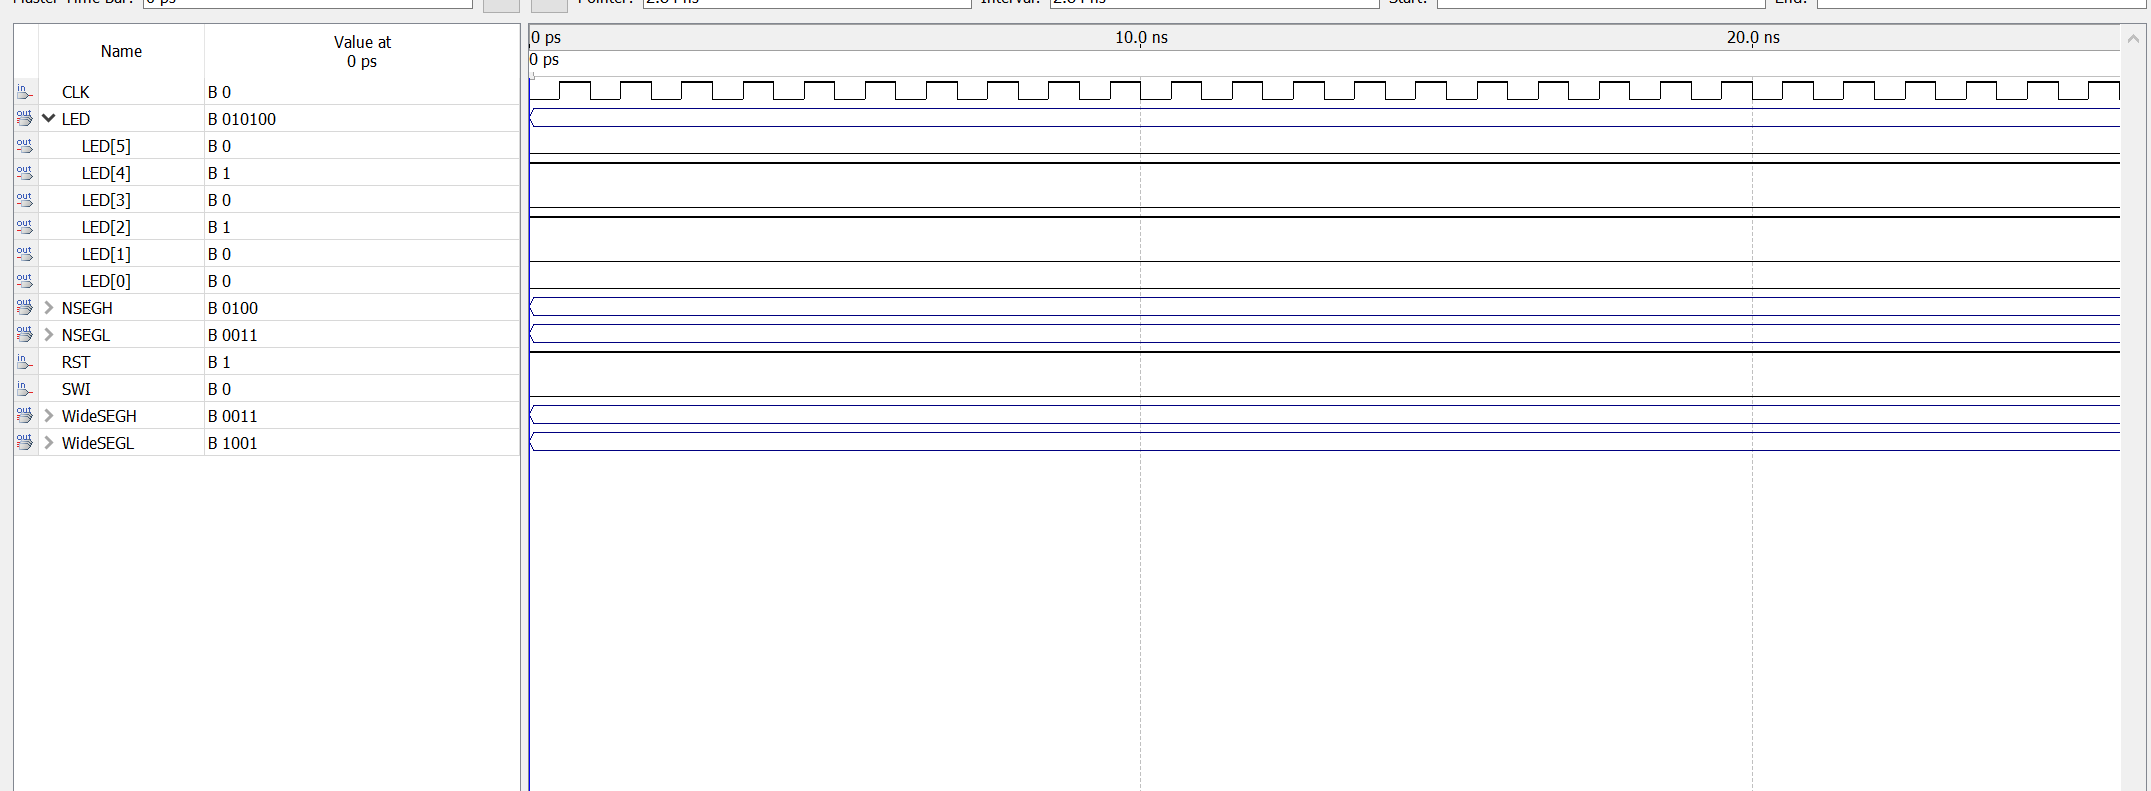 Master Time Bar: 0 ps Pointer: Interval: Start: End:
Name Value at 0 ps
0 ps 10.0 ns 20.0 ns
0 ps
in CLK B 0
out LED B 010100
out LED[5] B 0
out LED[4] B 1
out LED[3] B 0
out LED[2] B 1
out LED[1] B 0
out LED[0] B 0
out NSEGH B 0100
out NSEGL B 0011
in RST B 1
in SWI B 0
out WideSEGH B 0011
out WideSEGL B 1001